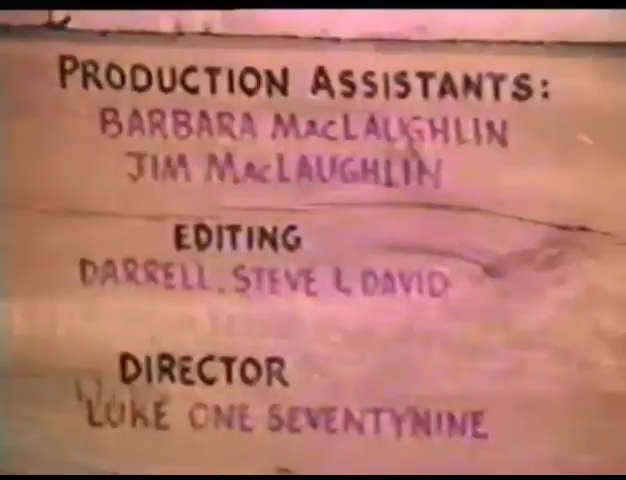 PRODUCTION ASSISTANTS:
BARBARA MACLAUGHLIN
JIM MACLAUGHLIN
EDITING
DARRELL, STEVE & DAVID
DIRECTOR
LUKE ONE SEVENTYNINE